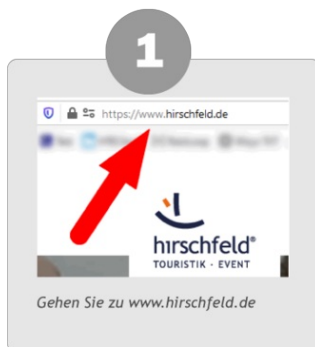 1
https://www.hirschfeld.de
hirschfeld®
TOURISTIK - EVENT
Gehen Sie zu www.hirschfeld.de